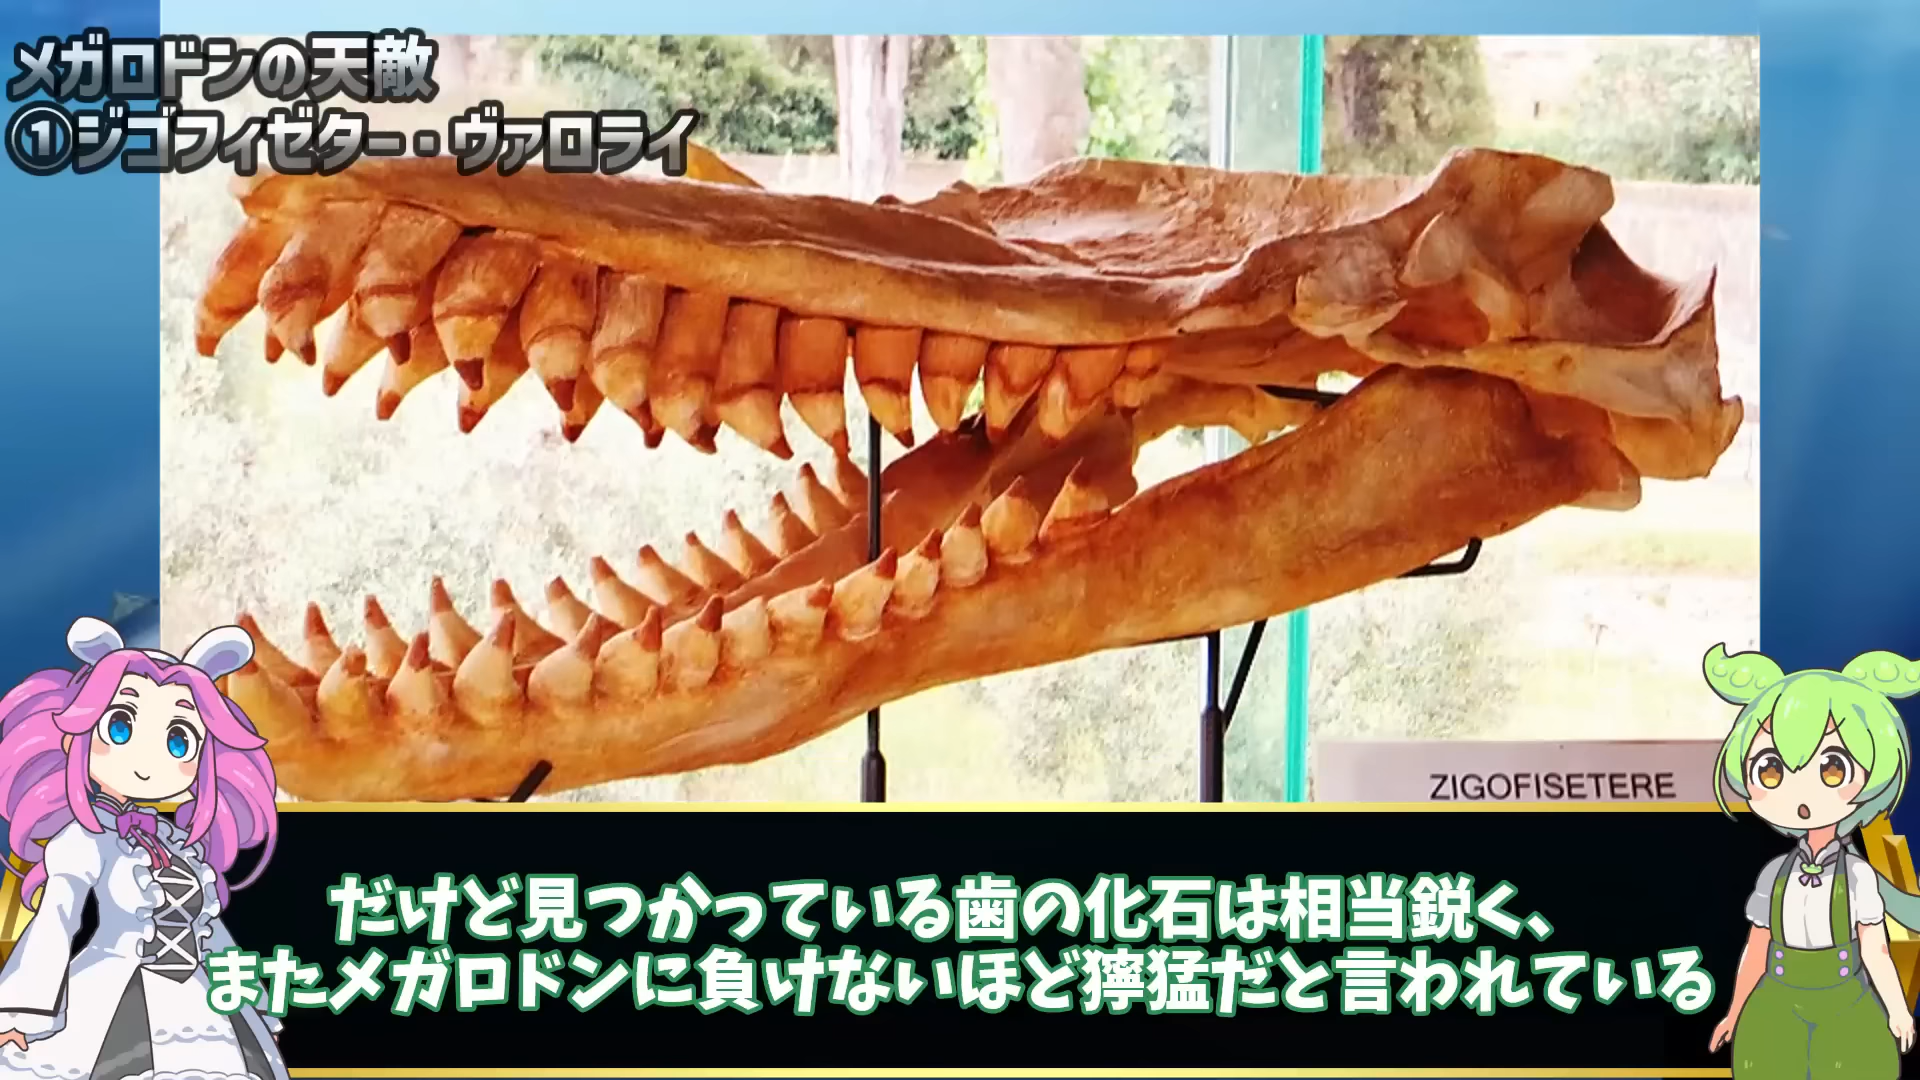 メガロドンの天敵
①ジゴフィゼター・ヴァロライ
ZIGOFISETERE
だけど見つかっている歯の化石は相当鋭く、
またメガロドンに負けないほど獰猛だと言われている